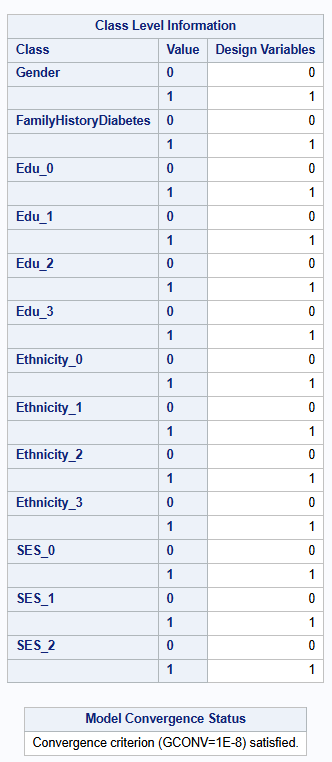 Class Level Information
Class Value Design Variables
Gender 0 0
1 1
FamilyHistoryDiabetes 0 0
1 1
Edu_0 0 0
1 1
Edu_1 0 0
1 1
Edu_2 0 0
1 1
Edu_3 0 0
1 1
Ethnicity_0 0 0
1 1
Ethnicity_1 0 0
1 1
Ethnicity_2 0 0
1 1
Ethnicity_3 0 0
1 1
SES_0 0 0
1 1
SES_1 0 0
1 1
SES_2 0 0
1 1
Model Convergence Status
Convergence criterion (GCONV=1E-8) satisfied.